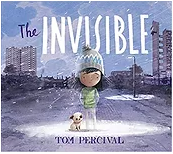 The
INVISIBLE
TOM PERCIVAL